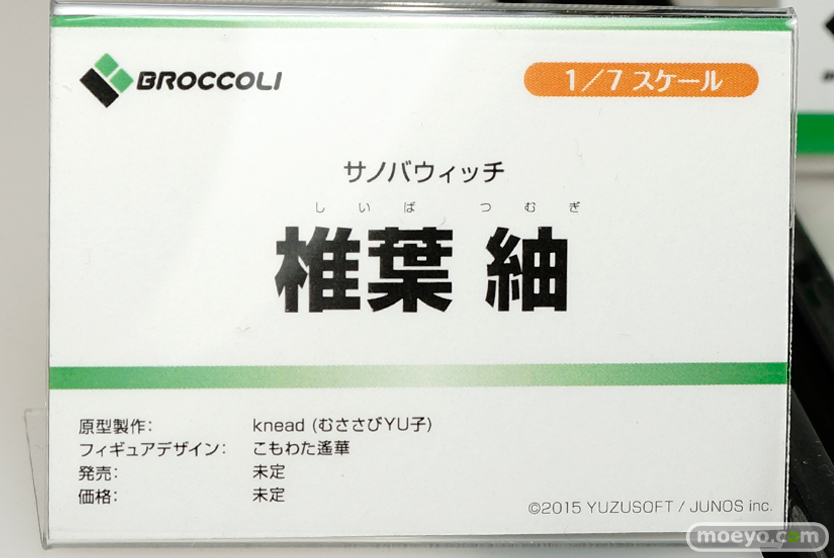 BROCCOLI
1/7 スケール
サノバウィッチ
しいば つむぎ
椎葉 紬
原型製作: knead (むささびYU子)
フィギュアデザイン: こもわた遙華
発売: 未定
価格: 未定
©2015 YUZUSOFT / JUNOS inc.
moeyo.com